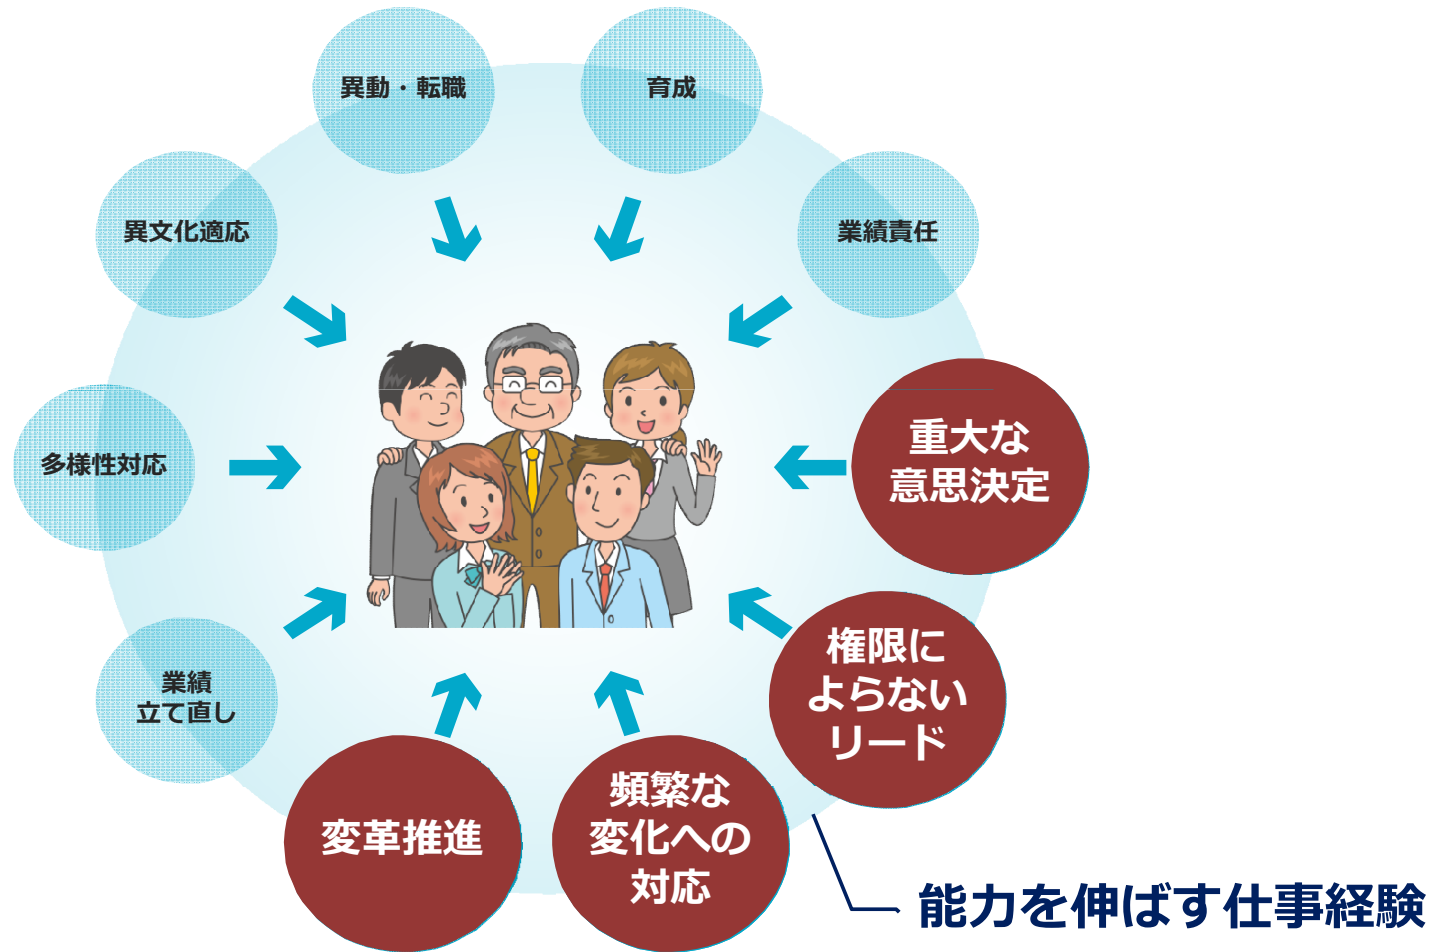 異動・転職
育成
異文化適応
業績責任
多様性対応
重大な
意思決定
業績
立て直し
権限に
よらない
リード
変革推進
頻繁な
変化への
対応
能力を伸ばす仕事経験